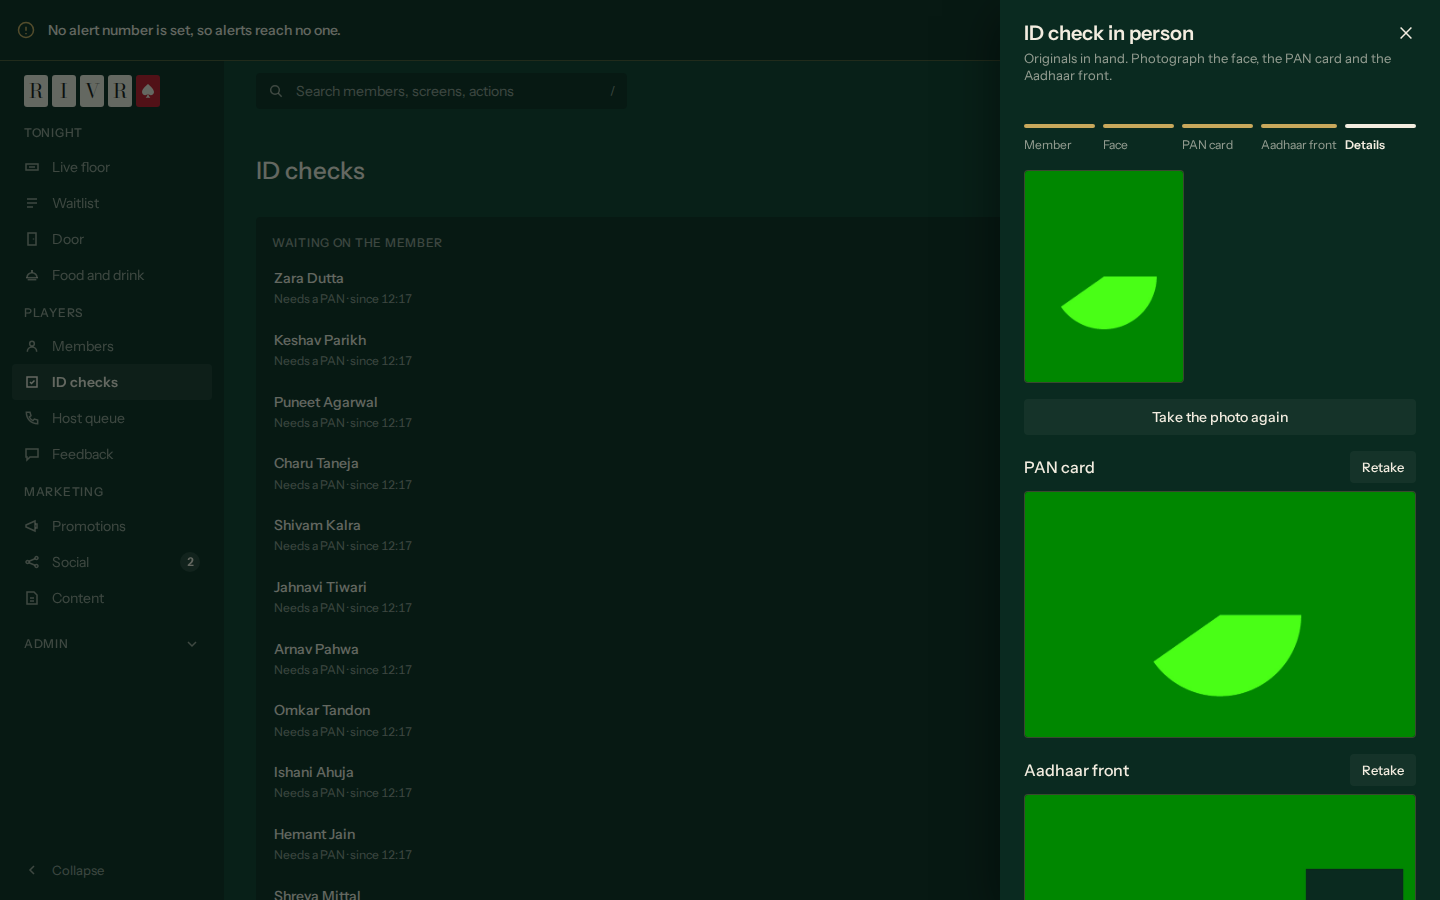 No alert number is set, so alerts reach no one.
RIVR
Search members, screens, actions /
TONIGHT
Live floor
Waitlist
Door
Food and drink
PLAYERS
Members
ID checks
Host queue
Feedback
MARKETING
Promotions
Social 2
Content
ADMIN
Collapse
ID checks
WAITING ON THE MEMBER
Zara Dutta
Needs a PAN · since 12:17
Keshav Parikh
Needs a PAN · since 12:17
Puneet Agarwal
Needs a PAN · since 12:17
Charu Taneja
Needs a PAN · since 12:17
Shivam Kalra
Needs a PAN · since 12:17
Jahnavi Tiwari
Needs a PAN · since 12:17
Arnav Pahwa
Needs a PAN · since 12:17
Omkar Tandon
Needs a PAN · since 12:17
Ishani Ahuja
Needs a PAN · since 12:17
Hemant Jain
Needs a PAN · since 12:17
Shreya Mittal
ID check in person
Originals in hand. Photograph the face, the PAN card and the
Aadhaar front.
Member Face PAN card Aadhaar front Details
Take the photo again
PAN card Retake
Aadhaar front Retake